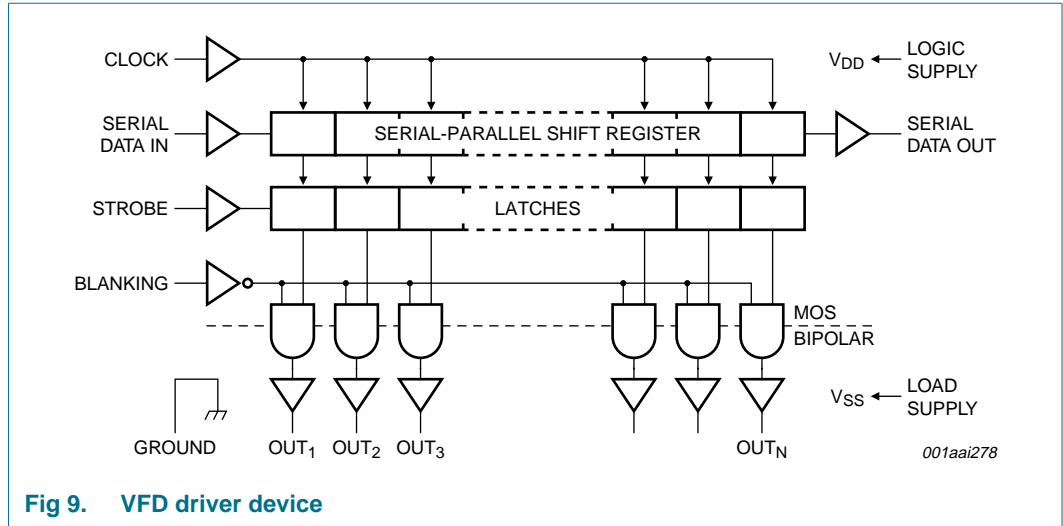 CLOCK
VDD
LOGIC
SUPPLY
SERIAL
DATA IN
SERIAL-PARALLEL SHIFT REGISTER
SERIAL
DATA OUT
STROBE
LATCHES
BLANKING
MOS
BIPOLAR
VSS
LOAD
SUPPLY
GROUND
OUT1
OUT2
OUT3
OUTN
001aai278
Fig 9. VFD driver device